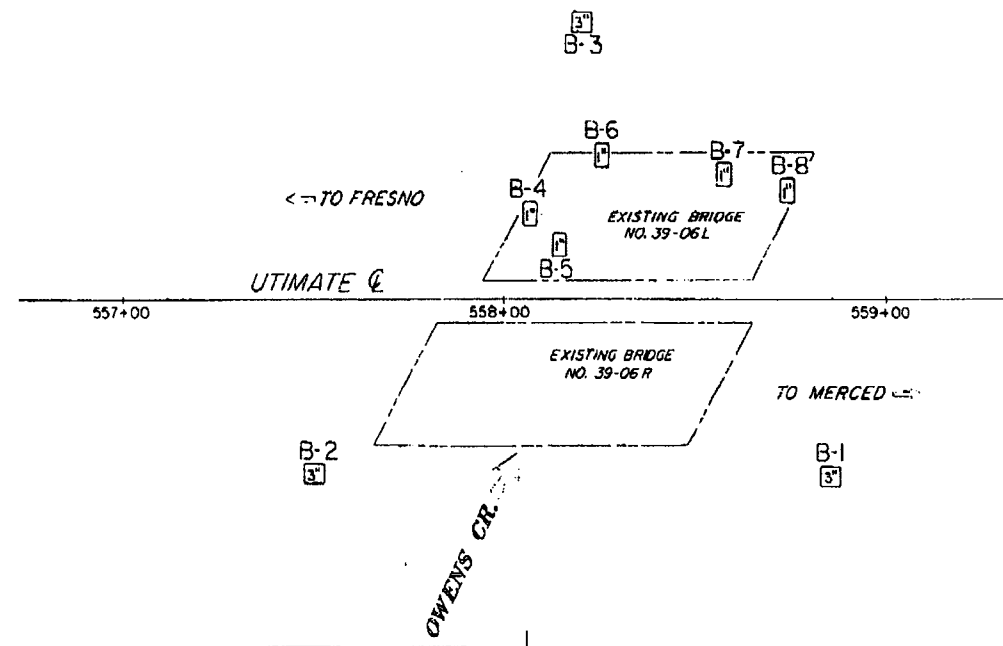 3"
B-3
B-6
1"
B-7
1"
B-8
1"
<- TO FRESNO
B-4
1"
EXISTING BRIDGE
NO. 39-06L
1"
B-5
UTIMATE ℄
557+00
558+00
559+00
EXISTING BRIDGE
NO. 39-06R
TO MERCED
B-2
3"
B-1
3"
OWENS CR.